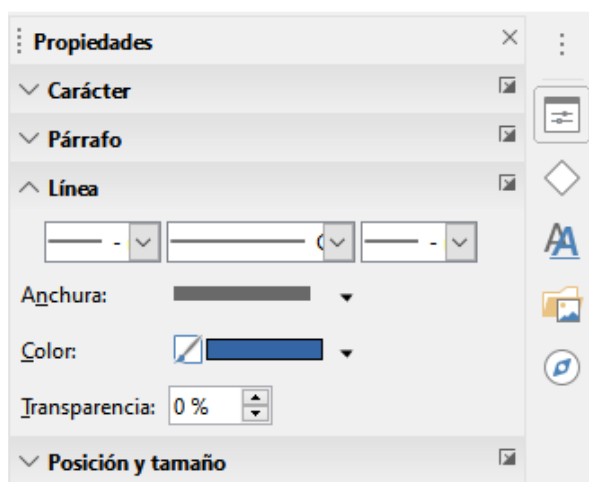 Propiedades
Carácter
Párrafo
Línea
Anchura:
Color:
Transparencia: 0 %
Posición y tamaño